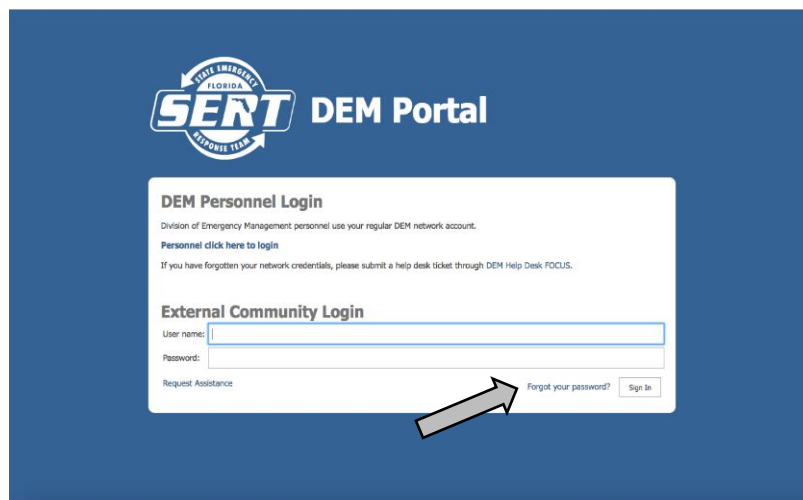 STATE EMERGENCY
FLORIDA
SERT
RESPONSE TEAM
DEM Portal
DEM Personnel Login
Division of Emergency Management personnel use your regular DEM network account.
Personnel click here to login
If you have forgotten your network credentials, please submit a help desk ticket through DEM Help Desk FOCUS.
External Community Login
User name:
Password:
Request Assistance
Forgot your password?
Sign In